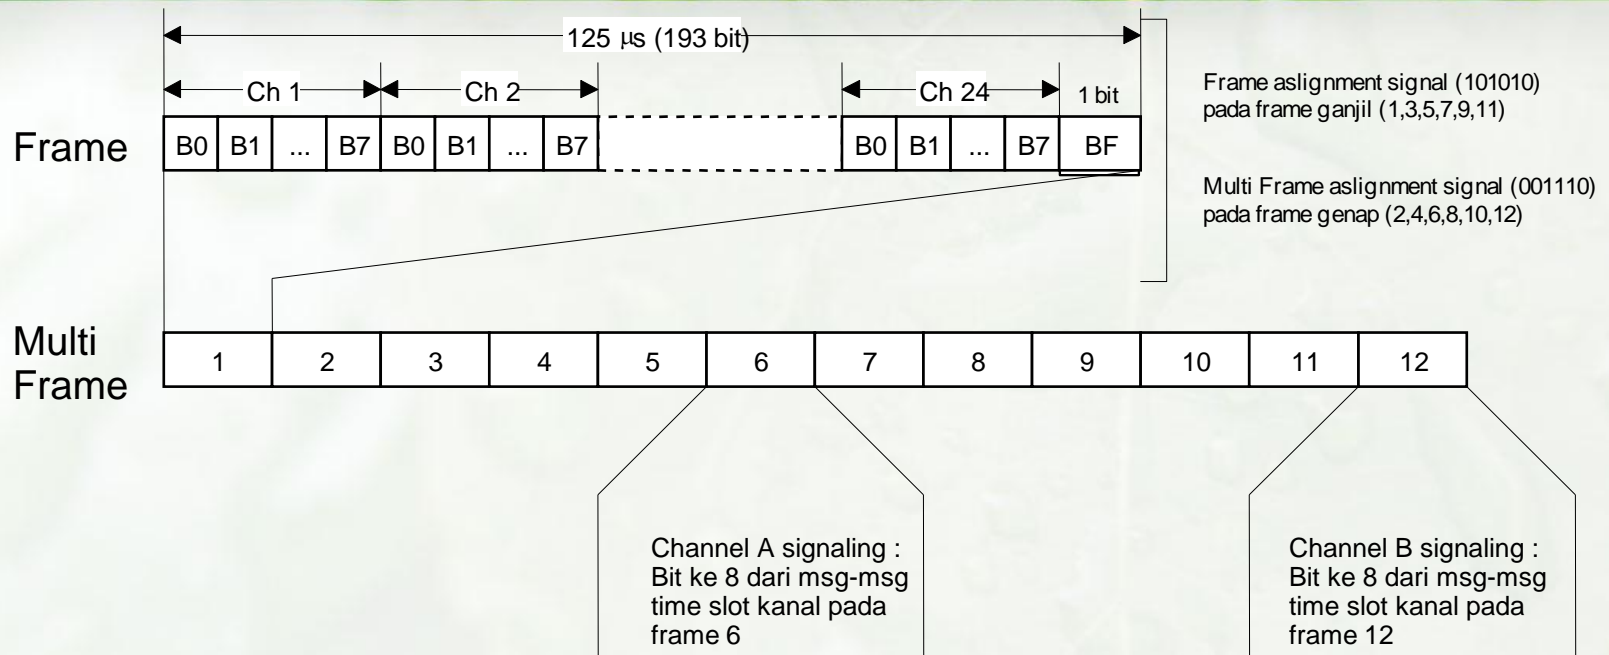 125 µs (193 bit)
Ch 1
Ch 2
Ch 24
1 bit
Frame
B0 B1 ... B7 B0 B1 ... B7 B0 B1 ... B7 BF
Frame aslignment signal (101010)
pada frame ganjil (1,3,5,7,9,11)
Multi Frame aslignment signal (001110)
pada frame genap (2,4,6,8,10,12)
Multi
Frame
1 2 3 4 5 6 7 8 9 10 11 12
Channel A signaling :
Bit ke 8 dari msg-msg
time slot kanal pada
frame 6
Channel B signaling :
Bit ke 8 dari msg-msg
time slot kanal pada
frame 12